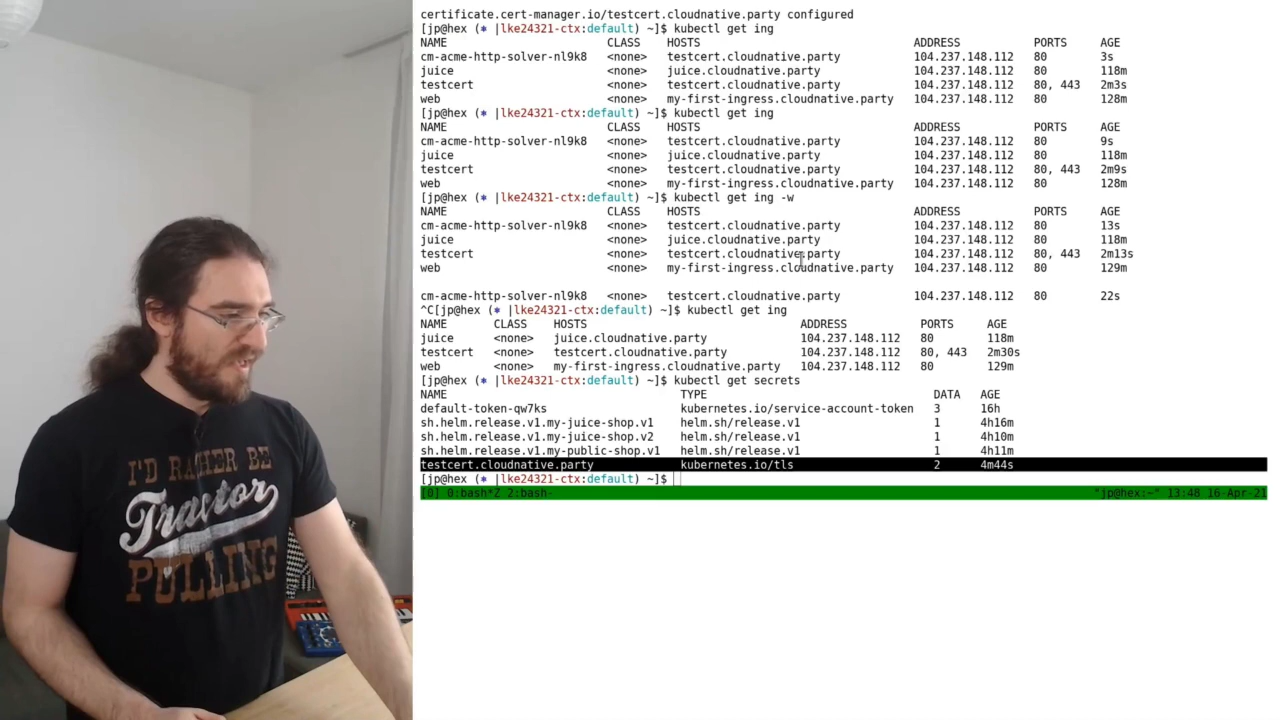 certificate.cert-manager.io/testcert.cloudnative.party configured
[jp@hex (* |lke24321-ctx:default) ~]$ kubectl get ing
NAME CLASS HOSTS ADDRESS PORTS AGE
cm-acme-http-solver-nl9k8 <none> testcert.cloudnative.party 104.237.148.112 80 3s
juice <none> juice.cloudnative.party 104.237.148.112 80 118m
testcert <none> testcert.cloudnative.party 104.237.148.112 80, 443 2m3s
web <none> my-first-ingress.cloudnative.party 104.237.148.112 80 128m
[jp@hex (* |lke24321-ctx:default) ~]$ kubectl get ing
NAME CLASS HOSTS ADDRESS PORTS AGE
cm-acme-http-solver-nl9k8 <none> testcert.cloudnative.party 104.237.148.112 80 9s
juice <none> juice.cloudnative.party 104.237.148.112 80 118m
testcert <none> testcert.cloudnative.party 104.237.148.112 80, 443 2m9s
web <none> my-first-ingress.cloudnative.party 104.237.148.112 80 128m
[jp@hex (* |lke24321-ctx:default) ~]$ kubectl get ing -w
NAME CLASS HOSTS ADDRESS PORTS AGE
cm-acme-http-solver-nl9k8 <none> testcert.cloudnative.party 104.237.148.112 80 13s
juice <none> juice.cloudnative.party 104.237.148.112 80 118m
testcert <none> testcert.cloudnative.party 104.237.148.112 80, 443 2m13s
web <none> my-first-ingress.cloudnative.party 104.237.148.112 80 129m
cm-acme-http-solver-nl9k8 <none> testcert.cloudnative.party 104.237.148.112 80 22s
^C[jp@hex (* |lke24321-ctx:default) ~]$ kubectl get ing
NAME CLASS HOSTS ADDRESS PORTS AGE
juice <none> juice.cloudnative.party 104.237.148.112 80 118m
testcert <none> testcert.cloudnative.party 104.237.148.112 80, 443 2m30s
web <none> my-first-ingress.cloudnative.party 104.237.148.112 80 129m
[jp@hex (* |lke24321-ctx:default) ~]$ kubectl get secrets
NAME TYPE DATA AGE
default-token-qw7ks kubernetes.io/service-account-token 3 16h
sh.helm.release.v1.my-juice-shop.v1 helm.sh/release.v1 1 4h16m
sh.helm.release.v1.my-juice-shop.v2 helm.sh/release.v1 1 4h10m
sh.helm.release.v1.my-public-shop.v1 helm.sh/release.v1 1 4h11m
testcert.cloudnative.party kubernetes.io/tls 2 4m44s
[jp@hex (* |lke24321-ctx:default) ~]$
[0] 0:bash*Z 2:bash- "jp@hex:~" 13:48 16-Apr-21
I'D RATHER BE
Tractor
PULLING